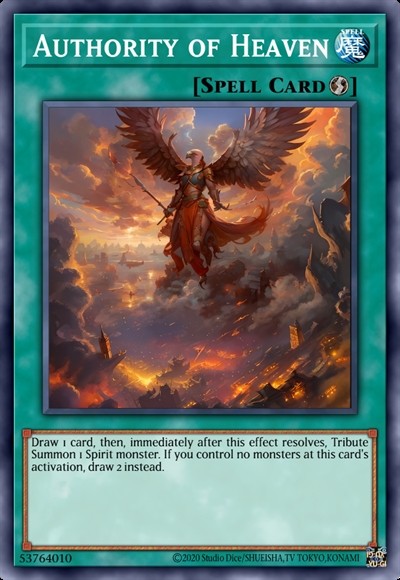 AUTHORITY OF HEAVEN
SPELL
魔
[SPELL CARD]
Draw 1 card, then, immediately after this effect resolves, Tribute
Summon 1 Spirit monster. If you control no monsters at this card's
activation, draw 2 instead.
53764010
©2020 Studio Dice/SHUEISHA,TV TOKYO,KONAMI